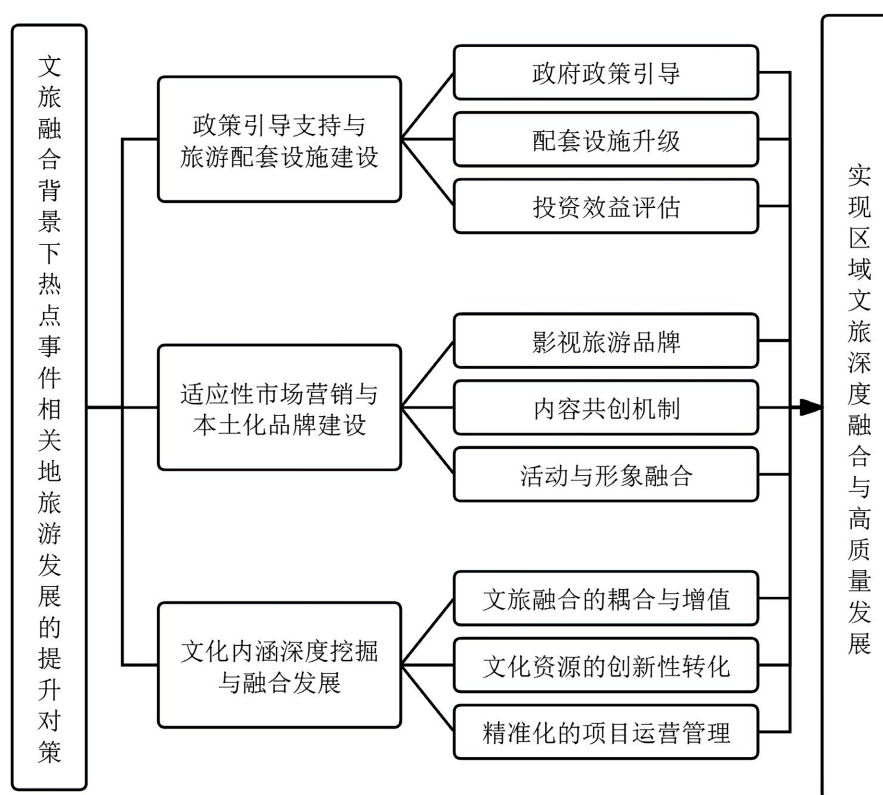 文旅融合背景下热点事件相关地旅游发展的提升对策
政策引导支持与
旅游配套设施建设
政府政策引导
配套设施升级
投资效益评估
适应性市场营销与
本土化品牌建设
影视旅游品牌
内容共创机制
活动与形象融合
文化内涵深度挖掘
与融合发展
文旅融合的耦合与增值
文化资源的创新性转化
精准化的项目运营管理
实现区域文旅深度融合与高质量发展